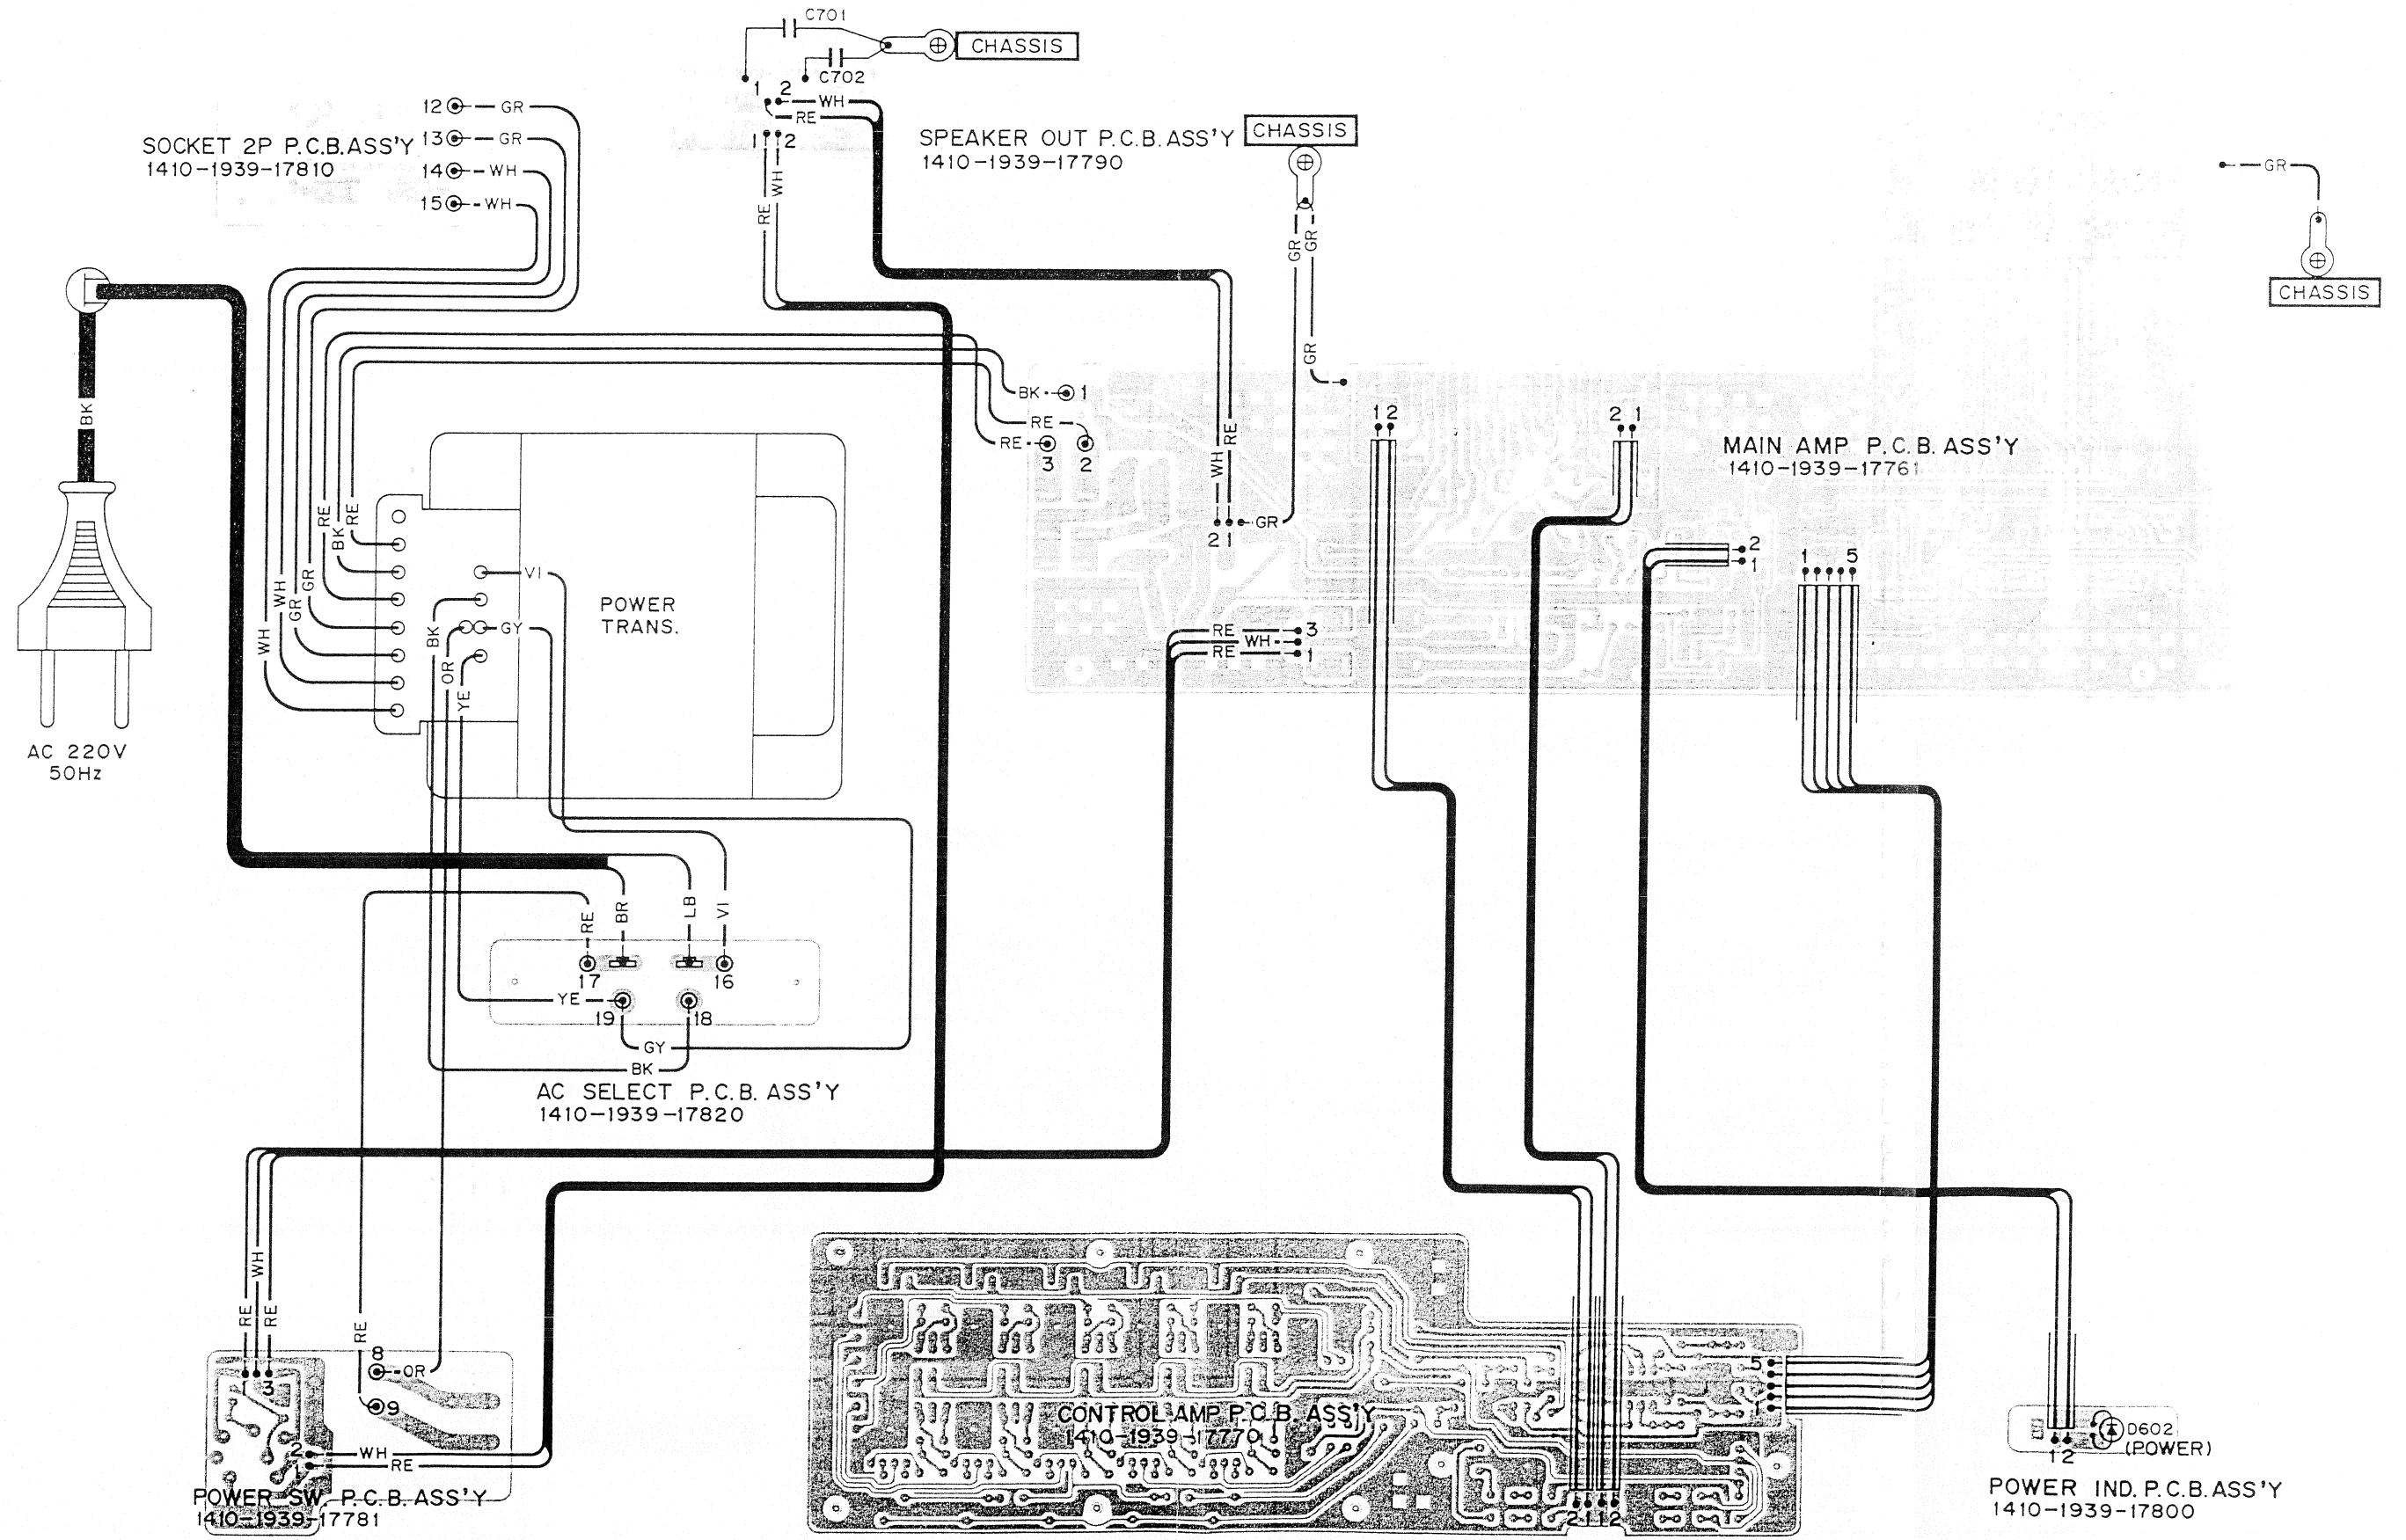 C701
CHASSIS
C702
1 2
WH
RE
1 2
RE
WH
12 GR
13 GR
14 WH
15 WH
SOCKET 2P P.C.B.ASS'Y
1410-1939-17810
SPEAKER OUT P.C.B. ASS'Y
1410-1939-17790
CHASSIS
GR
GR
GR
GR
CHASSIS
BK
AC 220V
50Hz
BK 1
RE
RE
3 2
WH
RE
2 1
GR
1 2
2 1
MAIN AMP P.C.B. ASS'Y
1410-1939-17761
2
1
1 5
RE 3
WH
RE 1
RE
BK
RE
GR
GR
WH
WH
VI
BK
GY
OR
YE
POWER
TRANS.
RE
BR
LB
VI
17
16
YE
19
18
GY
BK
AC SELECT P.C.B. ASS'Y
1410-1939-17820
RE
WH
RE
RE
3
8
OR
9
2 WH
1 RE
POWER SW. P.C.B. ASS'Y
1410-1939-17781
CONTROL AMP P.C.B. ASS'Y
1410-1939-17770
5
1
2 1 1 2
1 2
D602
(POWER)
POWER IND. P.C.B. ASS'Y
1410-1939-17800